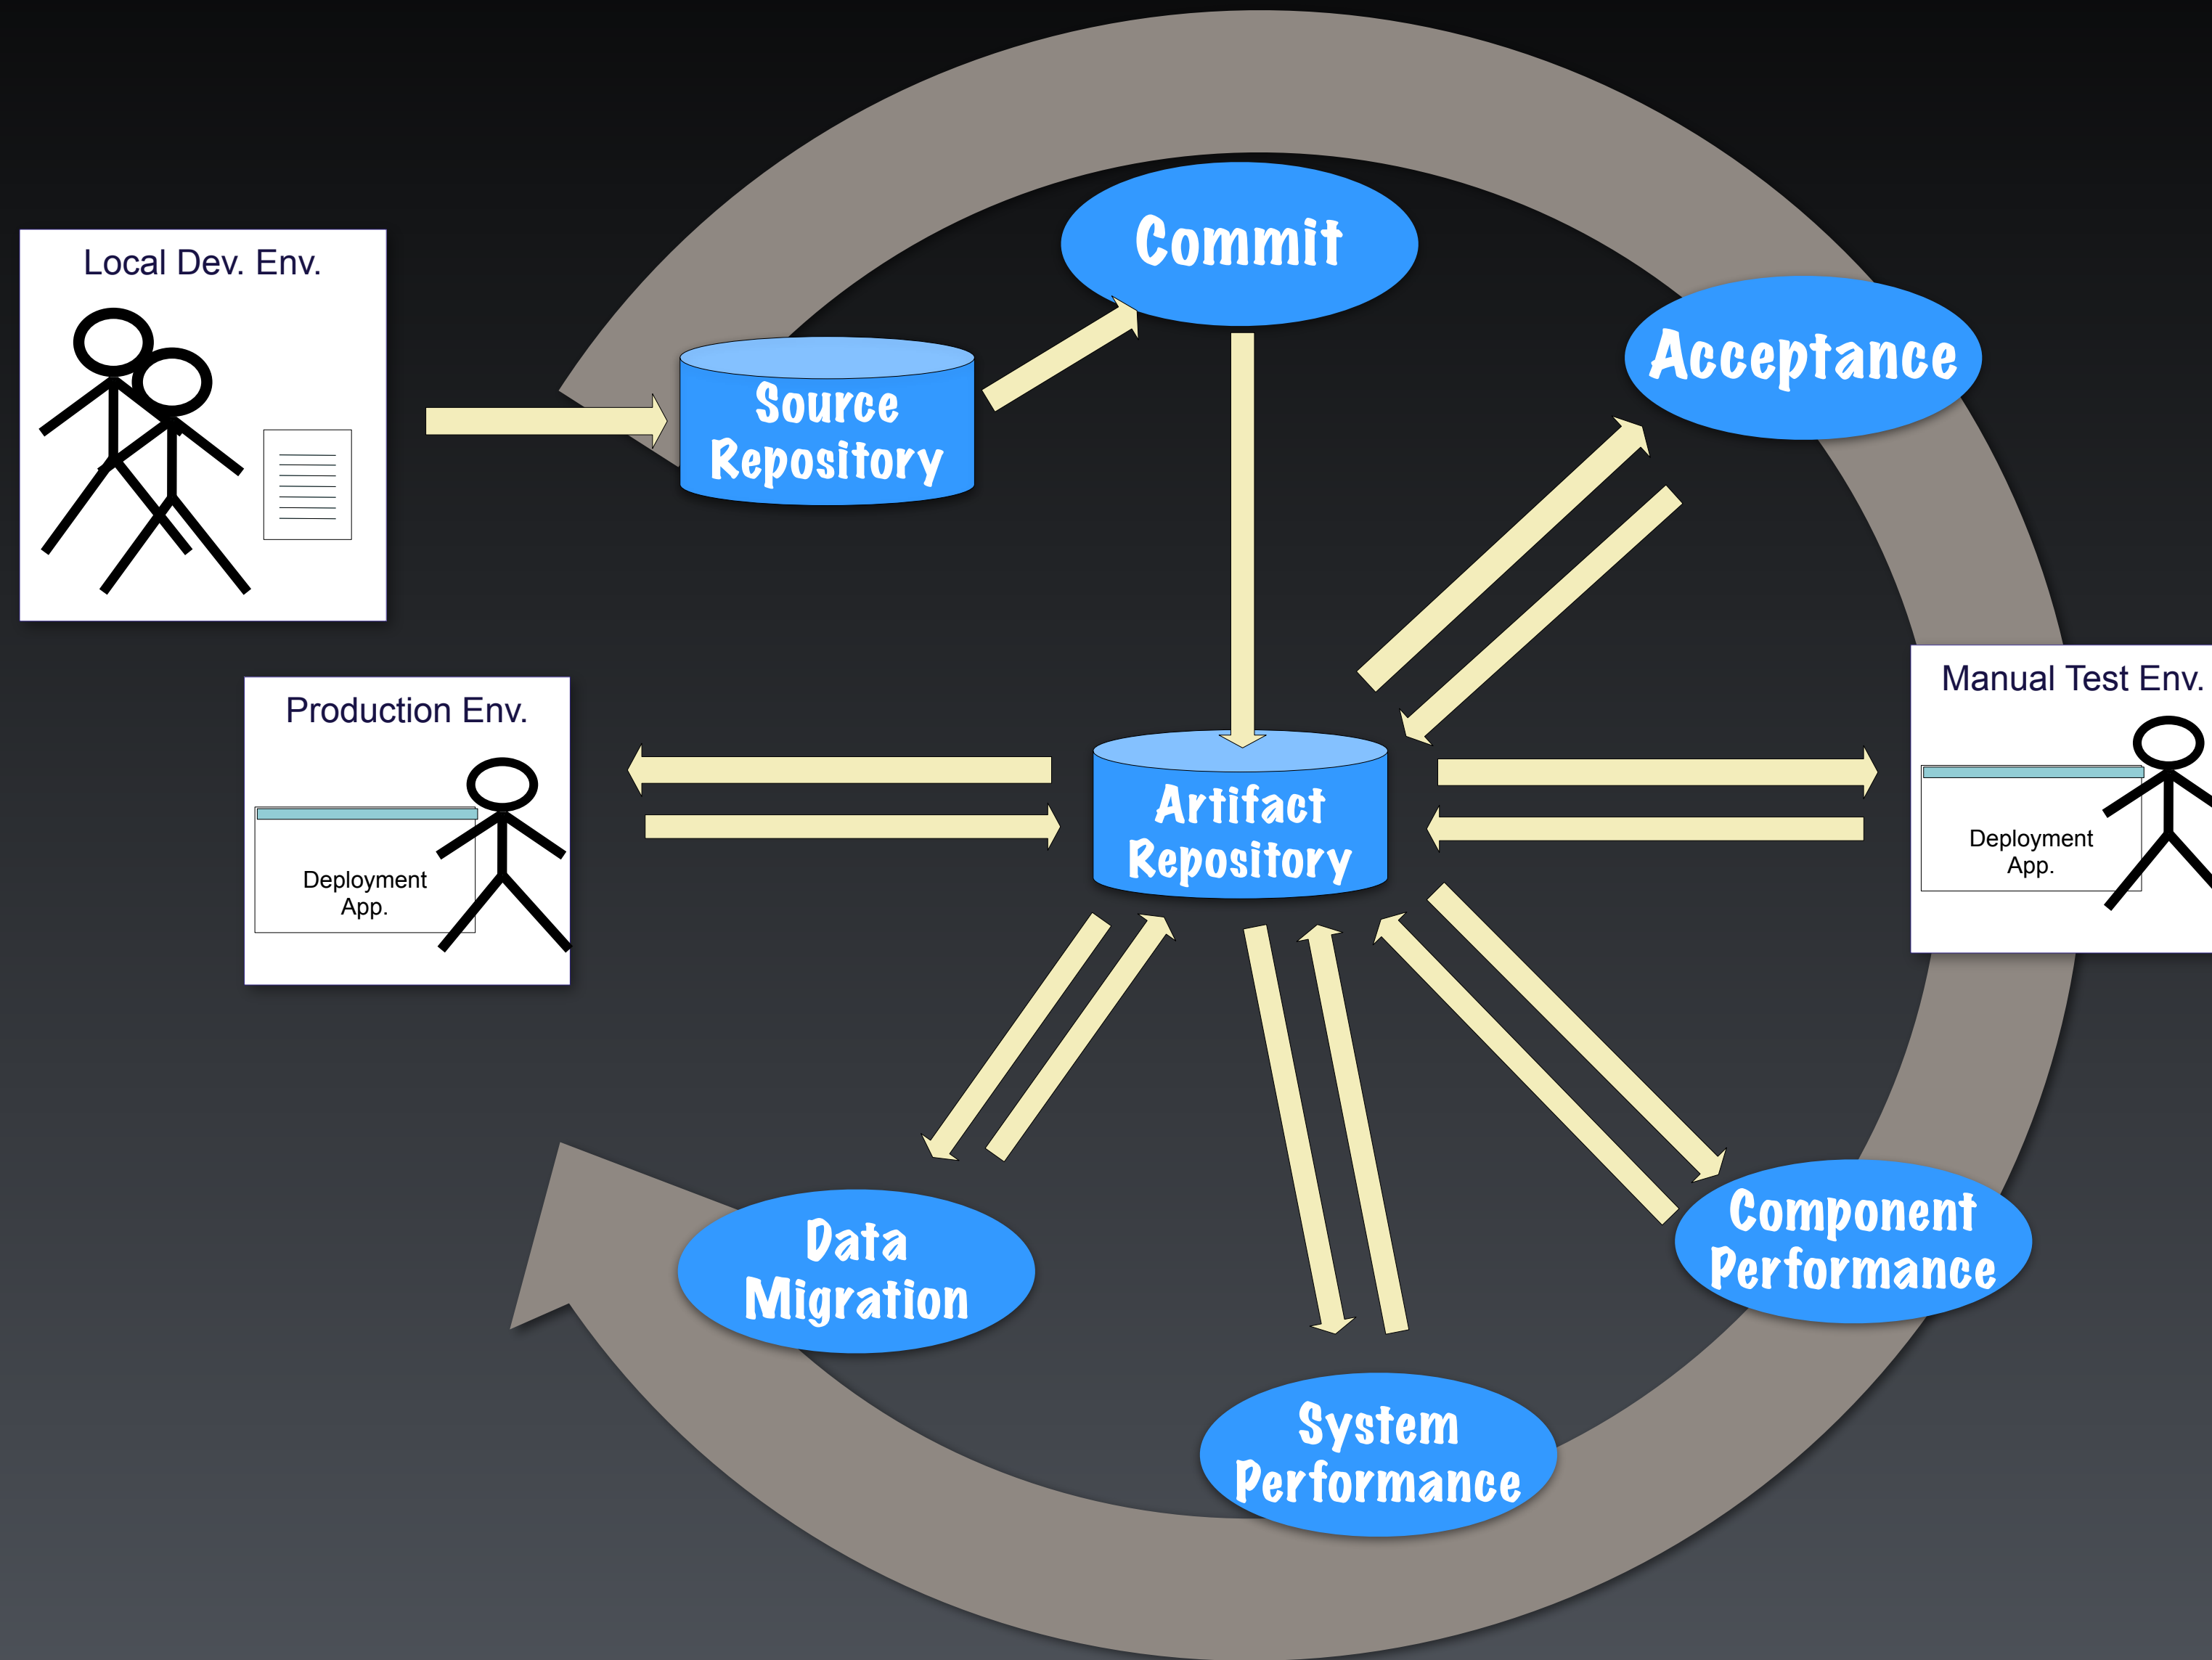 Commit
Local Dev. Env.
Acceptance
Source
Repository
Manual Test Env.
Production Env.
Artifact
Repository
Deployment
App.
Deployment
App.
Component
Performance
Data
Migration
System
Performance